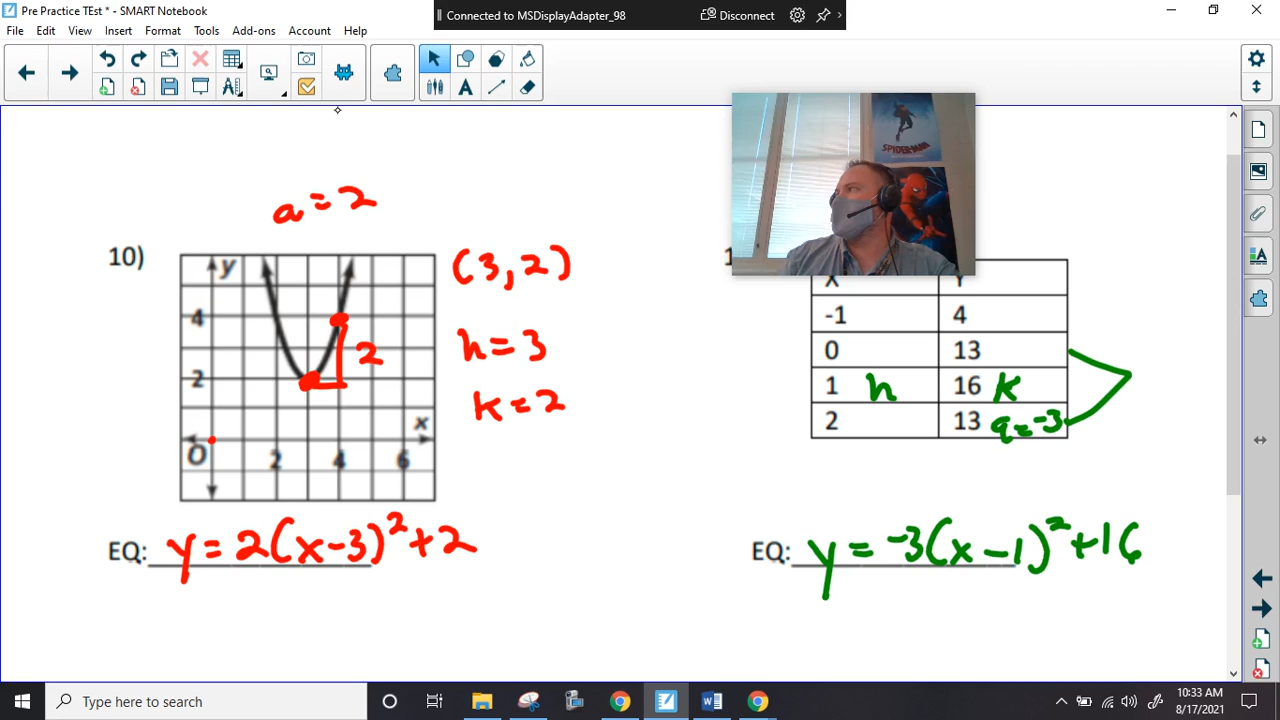 Pre Practice TEst * - SMART Notebook
Connected to MSDisplayAdapter_98
Disconnect
File Edit View Insert Format Tools Add-ons Account Help
SPIDER-MAN
a = 2
10)
y
4
2
O
2 4 6
x
2
(3, 2)
h = 3
k = 2
EQ: y = 2(x - 3)² + 2
X Y
-1 4
0 13
1 h 16 k
2 13 a = -3
EQ: y = -3(x - 1)² + 16
Type here to search
10:33 AM
8/17/2021